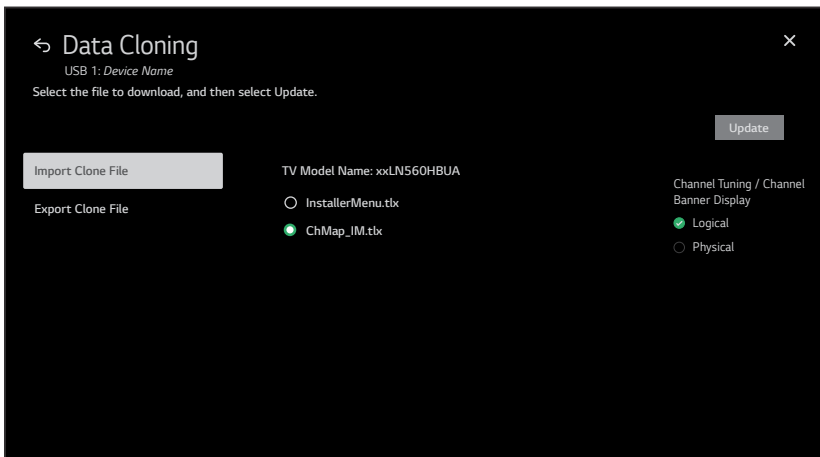 Data Cloning
USB 1: Device Name
Select the file to download, and then select Update.
Update
Import Clone File
Export Clone File
TV Model Name: xxLN560HBUA
InstallerMenu.tlx
ChMap_IM.tlx
Channel Tuning / Channel
Banner Display
Logical
Physical